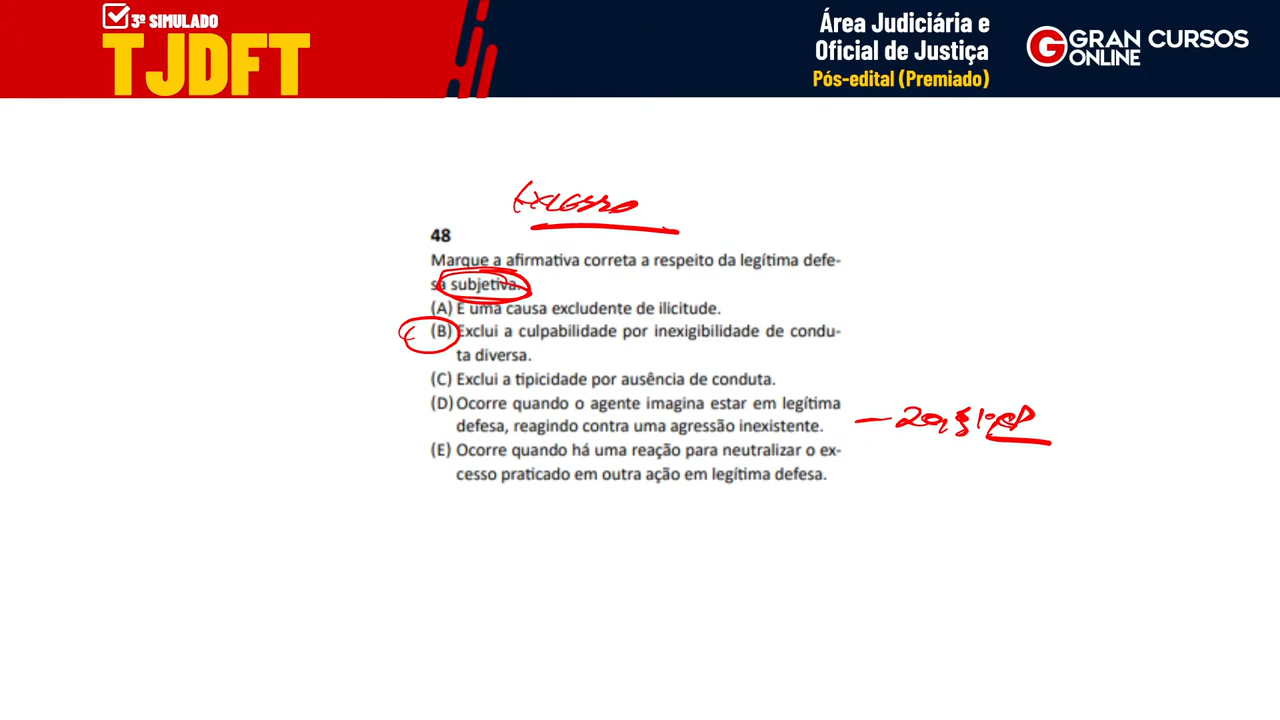 3º SIMULADO
TJDFT
Área Judiciária e
Oficial de Justiça
Pós-edital (Premiado)
GRAN CURSOS
ONLINE
Excesso
48
Marque a afirmativa correta a respeito da legítima defe-
sa subjetiva.
(A) É uma causa excludente de ilicitude.
(B) Exclui a culpabilidade por inexigibilidade de condu-
ta diversa.
(C) Exclui a tipicidade por ausência de conduta.
(D) Ocorre quando o agente imagina estar em legítima
defesa, reagindo contra uma agressão inexistente.
— 20, § 1º CP
(E) Ocorre quando há uma reação para neutralizar o ex-
cesso praticado em outra ação em legítima defesa.